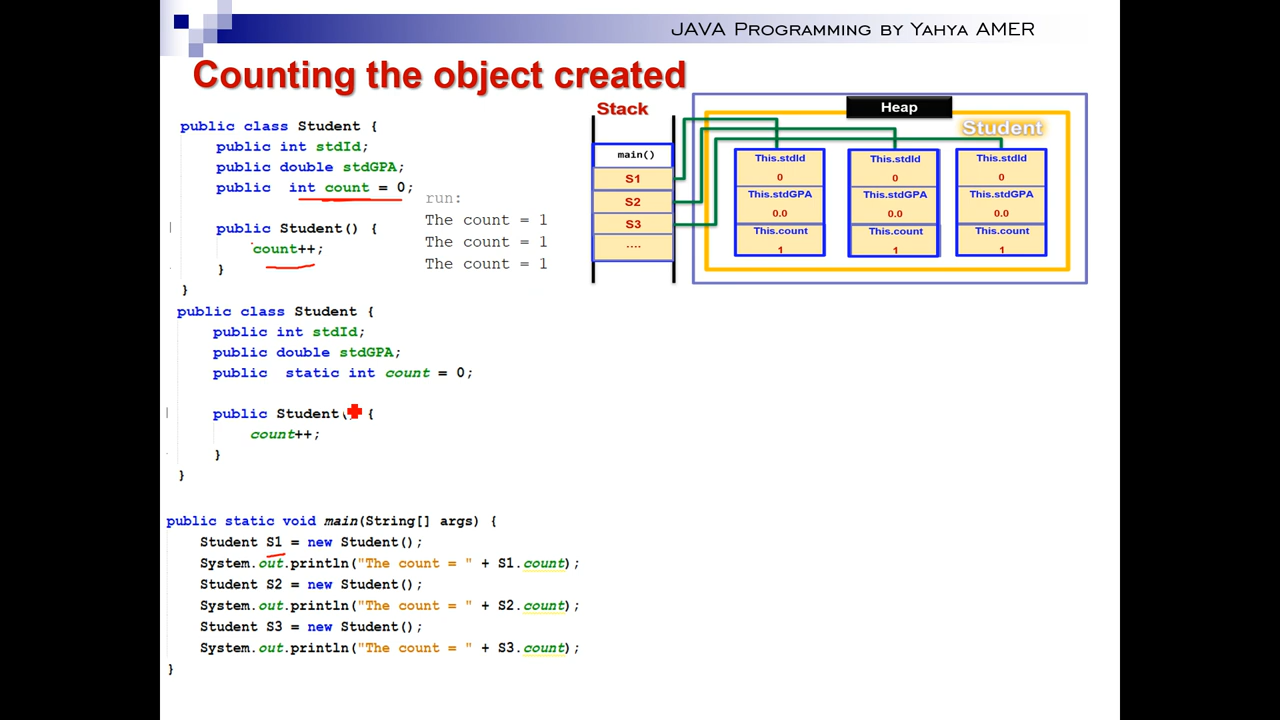 JAVA PROGRAMMING BY YAHYA AMER
Counting the object created
public class Student {
public int stdId;
public double stdGPA;
public int count = 0;
public Student() {
count++;
}
}
run:
The count = 1
The count = 1
The count = 1
Stack
main()
S1
S2
S3
....
Heap
Student
This.stdId
0
This.stdGPA
0.0
This.count
1
This.stdId
0
This.stdGPA
0.0
This.count
1
This.stdId
0
This.stdGPA
0.0
This.count
1
public class Student {
public int stdId;
public double stdGPA;
public static int count = 0;
public Student( {
count++;
}
}
public static void main(String[] args) {
Student S1 = new Student();
System.out.println("The count = " + S1.count);
Student S2 = new Student();
System.out.println("The count = " + S2.count);
Student S3 = new Student();
System.out.println("The count = " + S3.count);
}